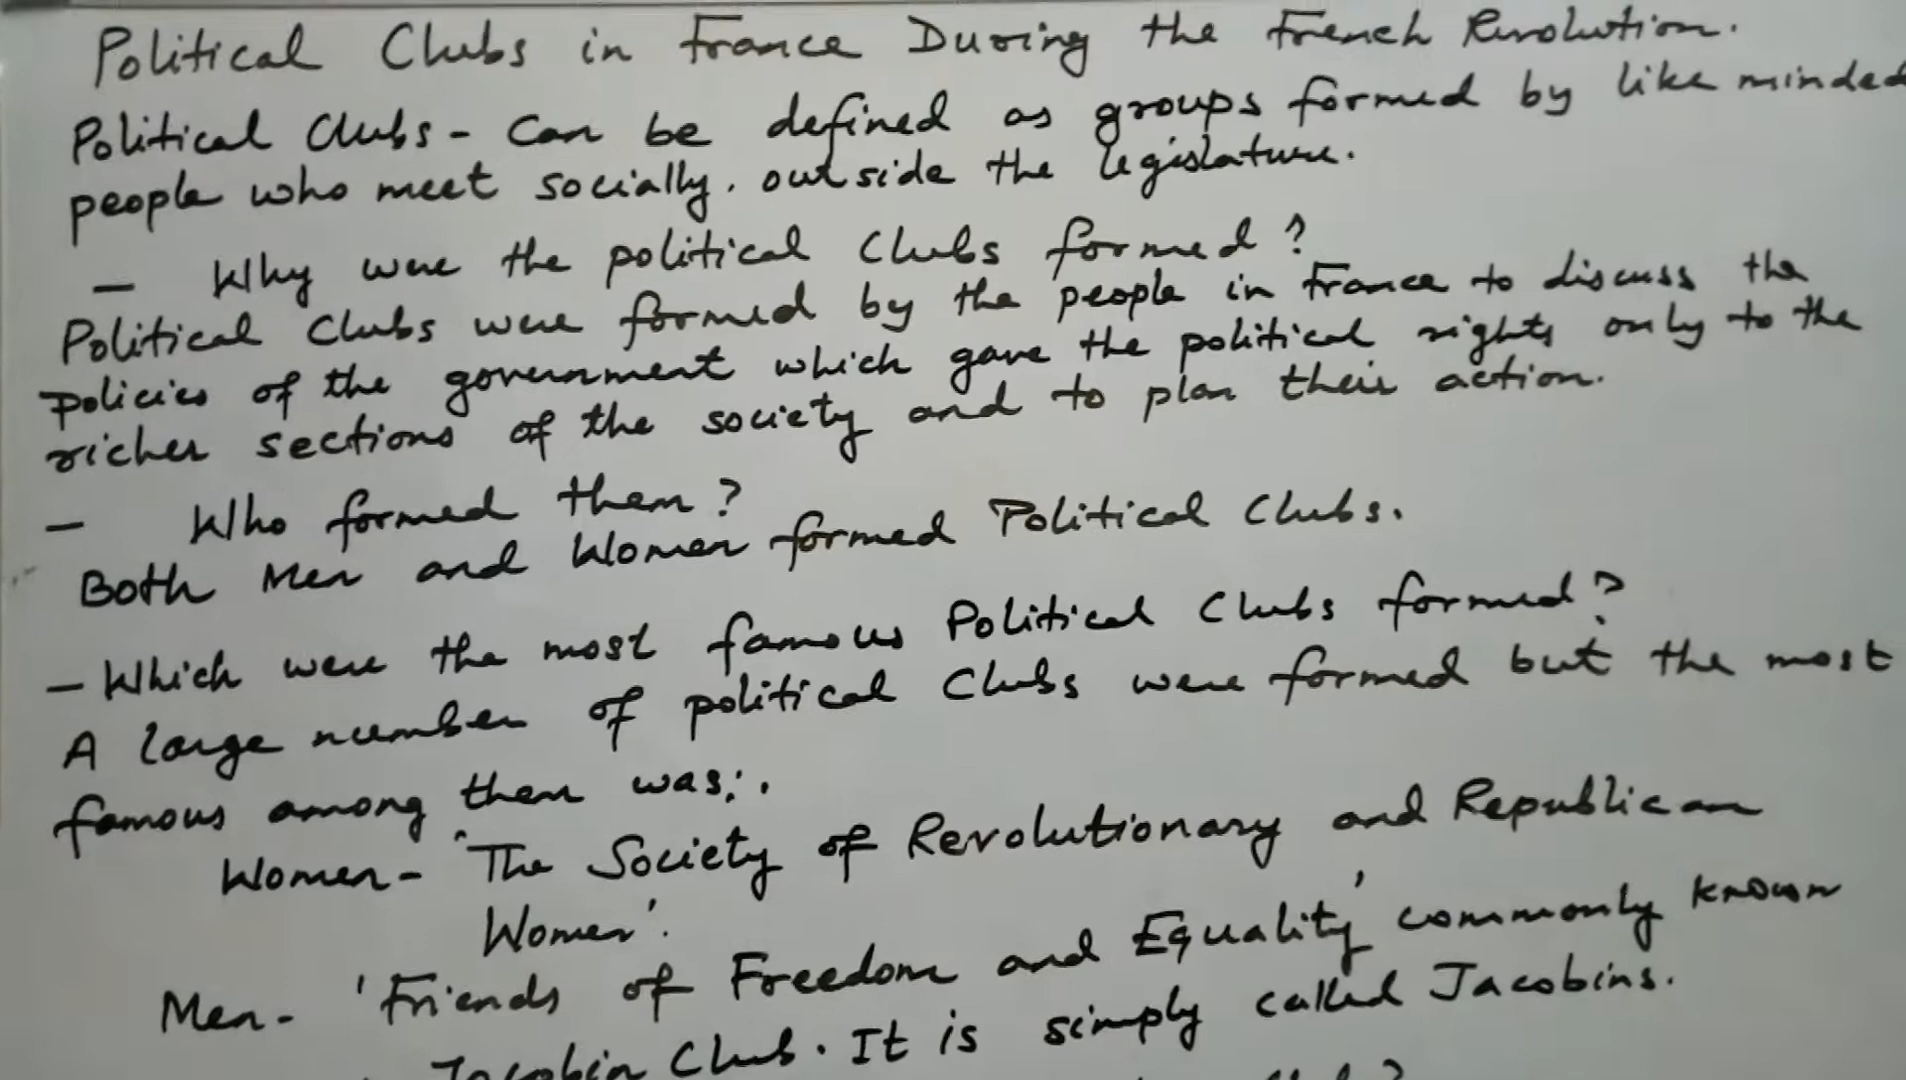 Political Clubs in France During the French Revolution.
Political Clubs - Can be defined as groups formed by like minded
people who meet socially. outside the legislature.
— Why were the political Clubs formed?
Political Clubs were formed by the people in France to discuss the
policies of the government which gave the political rights only to the
richer sections of the society and to plan their action.
— Who formed them?
Both Men and Women formed Political Clubs.
— Which were the most famous Political Clubs formed?
A large number of political Clubs were formed but the most
famous among them was:.
Women - 'The Society of Revolutionary and Republican
Women'.
Men - 'Friends of Freedom and Equality' commonly known
Jacobin Club. It is simply called Jacobins.